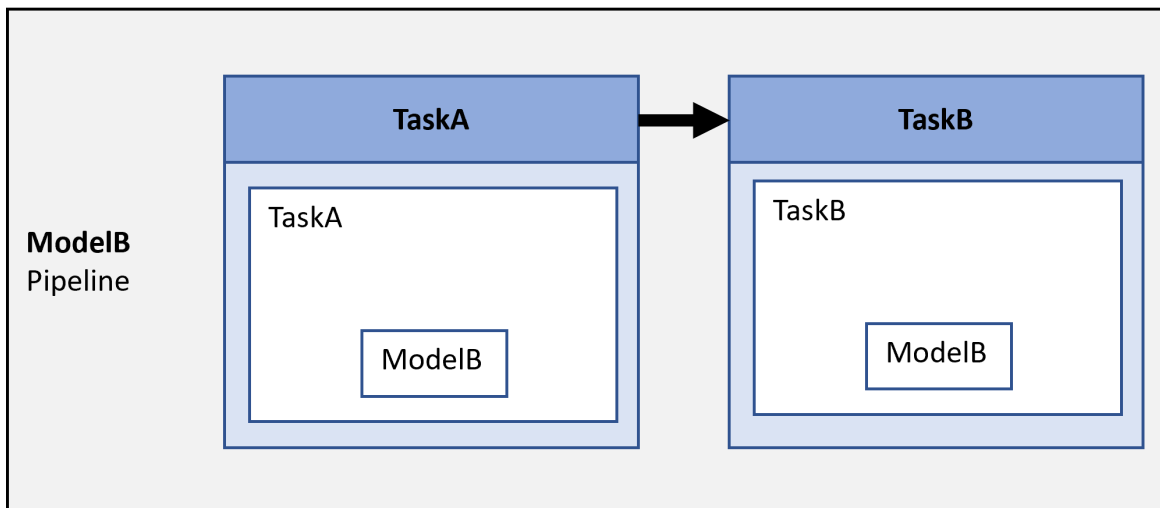 ModelB
Pipeline
TaskA
TaskA
ModelB
TaskB
TaskB
ModelB